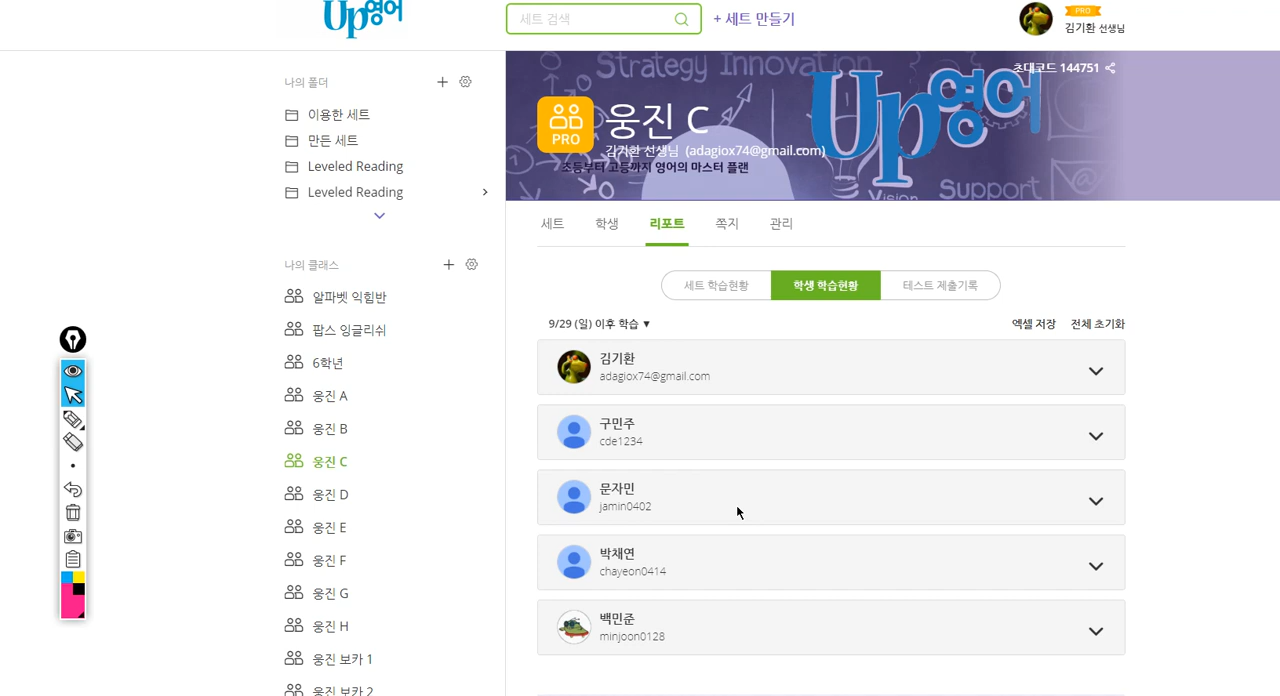 Up영어
세트 검색
+ 세트 만들기
PRO
김기환 선생님
나의 폴더
이용한 세트
만든 세트
Leveled Reading
Leveled Reading
나의 클래스
알파벳 익힘반
팝스 잉글리쉬
6학년
웅진 A
웅진 B
웅진 C
웅진 D
웅진 E
웅진 F
웅진 G
웅진 H
웅진 보카 1
웅진 보카 2
Strategy Innovation
초대코드 144751
Up영어
PRO
웅진 C
김기환 선생님 (adagiox74@gmail.com)
초등부터 고등까지 영어의 마스터 플랜
Vision
Support
세트
학생
리포트
쪽지
관리
세트 학습현황
학생 학습현황
테스트 제출기록
9/29 (일) 이후 학습 ▼
엑셀 저장
전체 초기화
김기환
adagiox74@gmail.com
구민주
cde1234
문자민
jamin0402
박채연
chayeon0414
백민준
minjoon0128